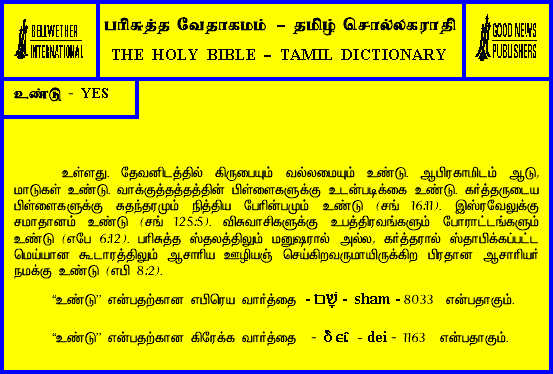 BELLWETHER
INTERNATIONAL
பரிசுத்த வேதாகமம் – தமிழ் சொல்லகராதி
THE HOLY BIBLE – TAMIL DICTIONARY
GOOD NEWS
PUBLISHERS
உண்டு - YES
உள்ளது. தேவனிடத்தில் கிருபையும் வல்லமையும் உண்டு. ஆபிரகாமிடம் ஆடு,
மாடுகள் உண்டு. வாக்குத்தத்தத்தின் பிள்ளைகளுக்கு உடன்படிக்கை உண்டு. கர்த்தருடைய
பிள்ளைகளுக்கு சுதந்தரமும் நித்திய பேரின்பமும் உண்டு (சங் 16:11). இஸ்ரவேலுக்கு
சமாதானம் உண்டு (சங் 125:5). விசுவாசிகளுக்கு உபத்திரவங்களும் போராட்டங்களும்
உண்டு (எபே 6:12). பரிசுத்த ஸ்தலத்திலும் மனுஷரால் அல்ல, கர்த்தரால் ஸ்தாபிக்கப்பட்ட
மெய்யான கூடாரத்திலும் ஆசாரிய ஊழியஞ் செய்கிறவருமாயிருக்கிற பிரதான ஆசாரியர்
நமக்கு உண்டு (எபி 8:2).
“உண்டு” என்பதற்கான எபிரெய வார்த்தை - שָׁם - sham - 8033 என்பதாகும்.
“உண்டு” என்பதற்கான கிரேக்க வார்த்தை - δεῖ - dei - 1163 என்பதாகும்.